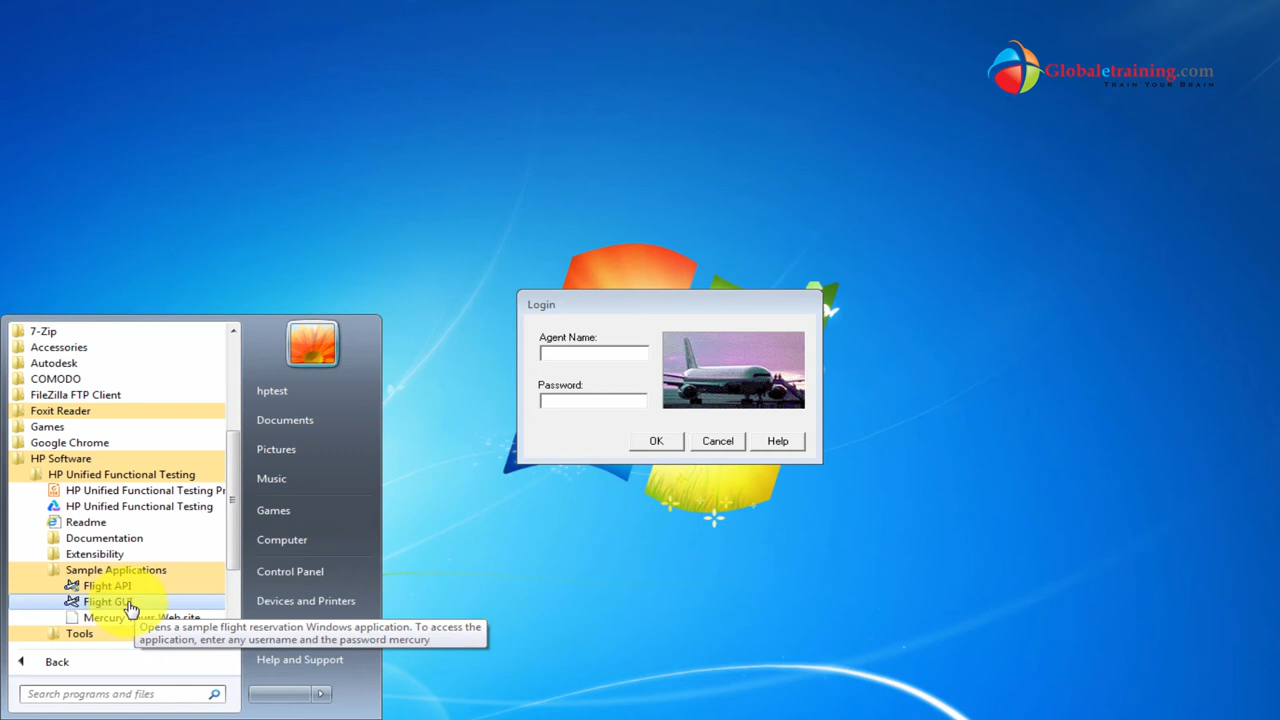 Globaletraining.com
TRAIN YOUR BRAIN
Login
Agent Name:
Password:
OK
Cancel
Help
7-Zip
Accessories
Autodesk
COMODO
FileZilla FTP Client
Foxit Reader
Games
Google Chrome
HP Software
HP Unified Functional Testing
HP Unified Functional Testing Pr
HP Unified Functional Testing
Readme
Documentation
Extensibility
Sample Applications
Flight API
Flight GUI
Mercury Tours Web site
Tools
Back
Search programs and files
hptest
Documents
Pictures
Music
Games
Computer
Control Panel
Devices and Printers
Help and Support
Opens a sample flight reservation Windows application. To access the
application, enter any username and the password mercury